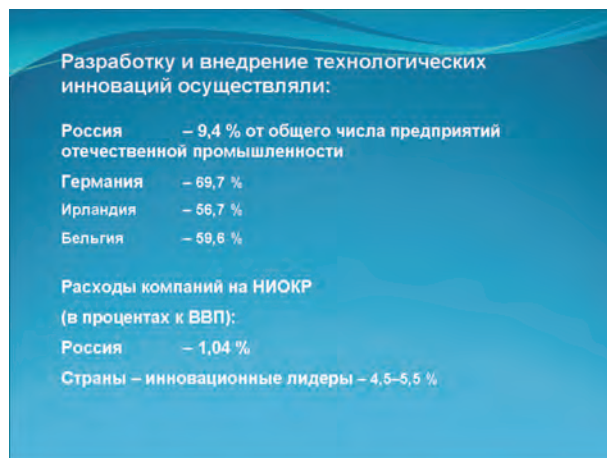 Разработку и внедрение технологических
инноваций осуществляли:
Россия – 9,4 % от общего числа предприятий
отечественной промышленности
Германия – 69,7 %
Ирландия – 56,7 %
Бельгия – 59,6 %
Расходы компаний на НИОКР
(в процентах к ВВП):
Россия – 1,04 %
Страны – инновационные лидеры – 4,5–5,5 %